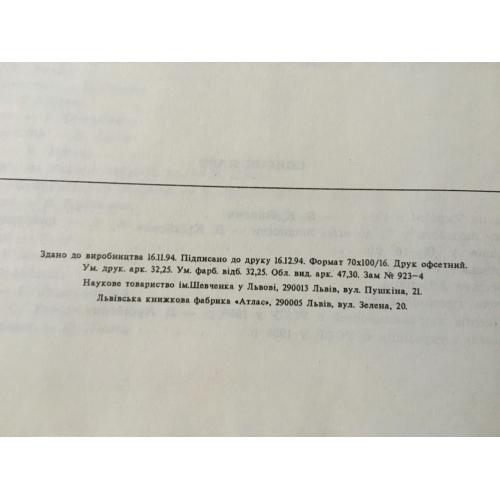 Здано до виробництва 16.11.94. Підписано до друку 16.12.94. Формат 70х100/16. Друк офсетний.
Ум. друк. арк. 32,25. Ум. фарб. відб. 32,25. Обл. вид. арк. 47,30. Зам № 923—4
Наукове товариство ім.Шевченка у Львові, 290013 Львів, вул. Пушкіна, 21.
Львівська книжкова фабрика «Атлас», 290005 Львів, вул. Зелена, 20.